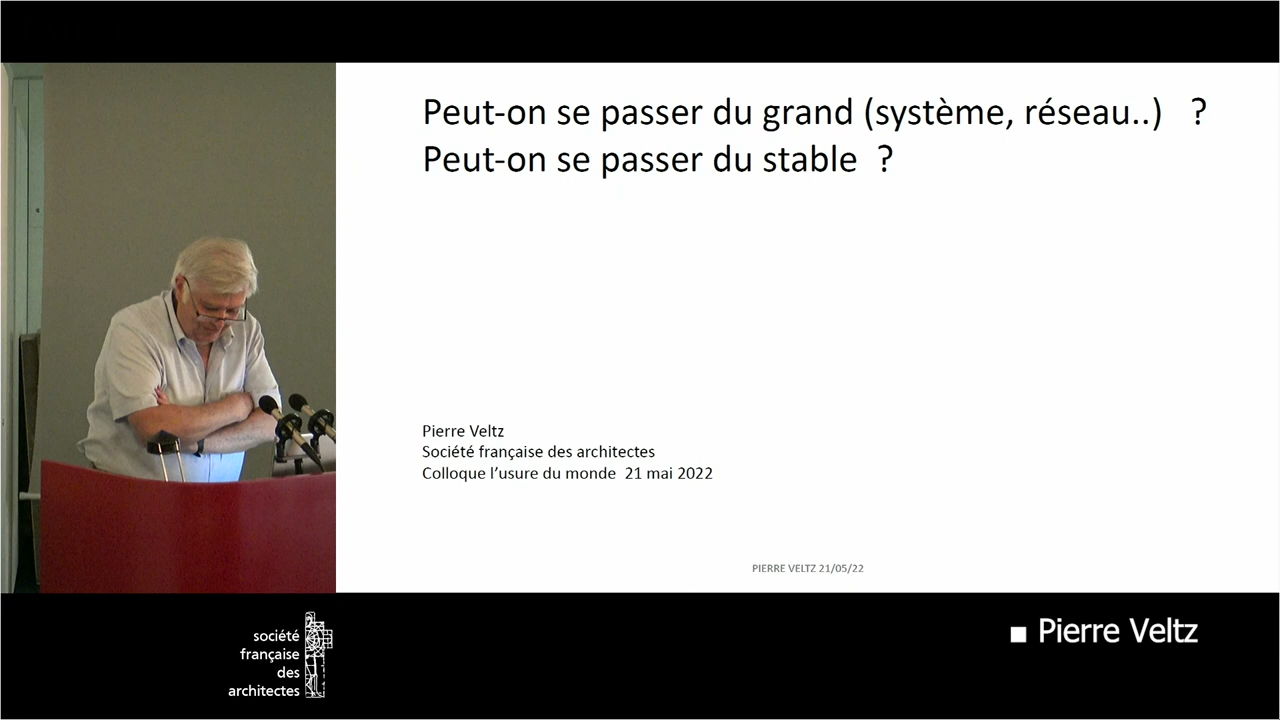 Peut-on se passer du grand (système, réseau..) ?
Peut-on se passer du stable ?
Pierre Veltz
Société française des architectes
Colloque l'usure du monde 21 mai 2022
PIERRE VELTZ 21/05/22
société
française
des
architectes
Pierre Veltz